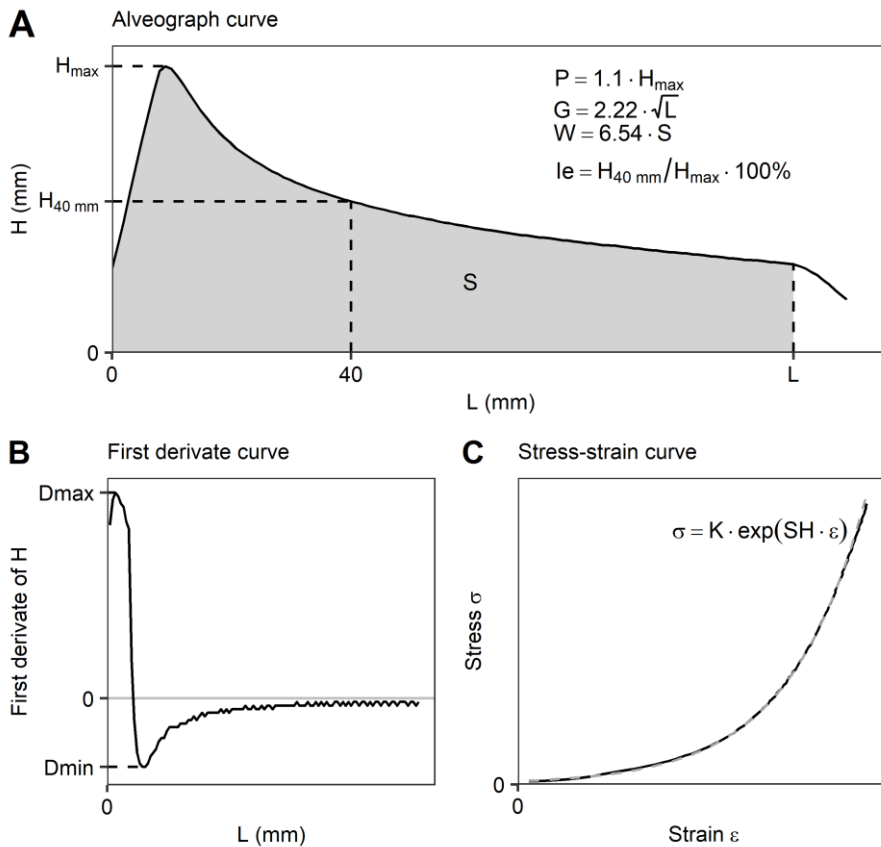 A
Alveograph curve
H (mm)
Hmax
H40 mm
0
P = 1.1 · Hmax
G = 2.22 · √L
W = 6.54 · S
Ie = H40 mm/Hmax · 100%
S
0
40
L
L (mm)
B
First derivate curve
First derivate of H
Dmax
0
Dmin
0
L (mm)
C
Stress-strain curve
σ = K · exp(SH · ε)
Stress σ
0
0
Strain ε